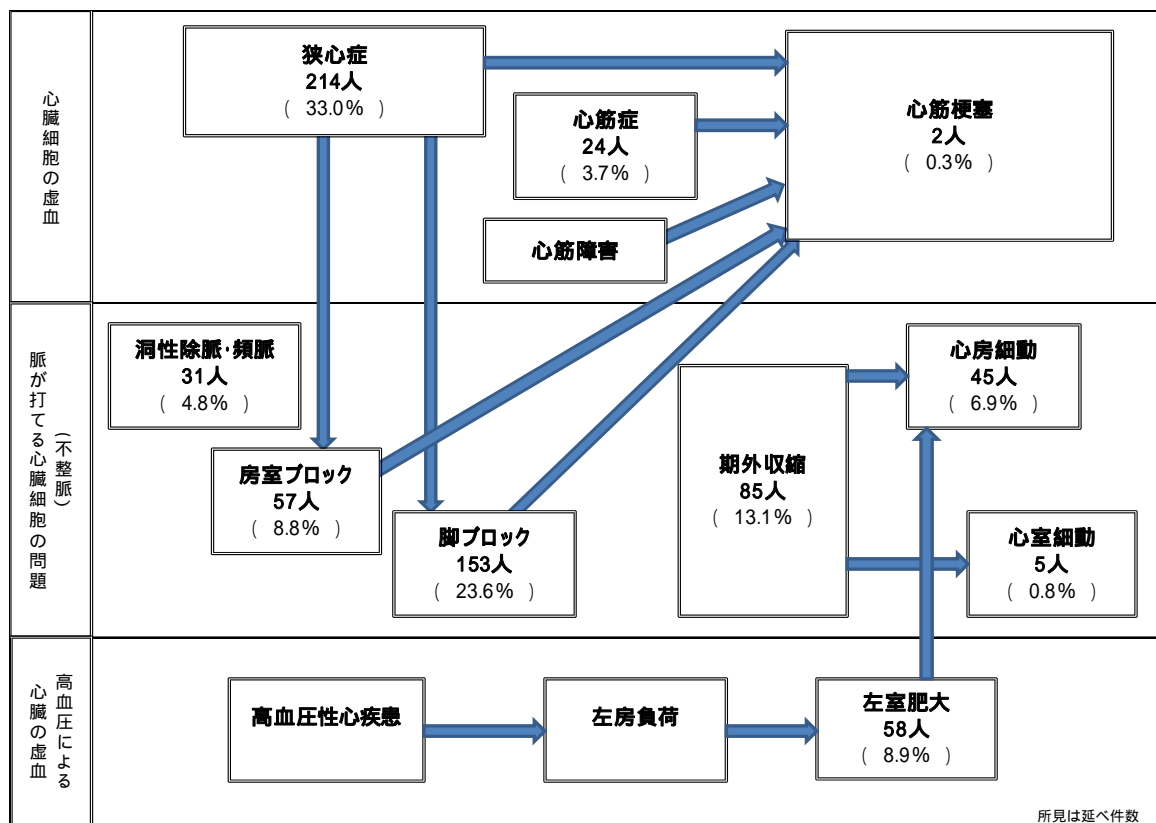 心臓細胞の虚血
狭心症
214人
( 33.0% )
心筋症
24人
( 3.7% )
心筋障害
心筋梗塞
2人
( 0.3% )
脈が打てる心臓細胞の問題
(不整脈)
洞性除脈・頻脈
31人
( 4.8% )
房室ブロック
57人
( 8.8% )
脚ブロック
153人
( 23.6% )
期外収縮
85人
( 13.1% )
心房細動
45人
( 6.9% )
心室細動
5人
( 0.8% )
高血圧による
心臓の虚血
高血圧性心疾患
左房負荷
左室肥大
58人
( 8.9% )
所見は延べ件数